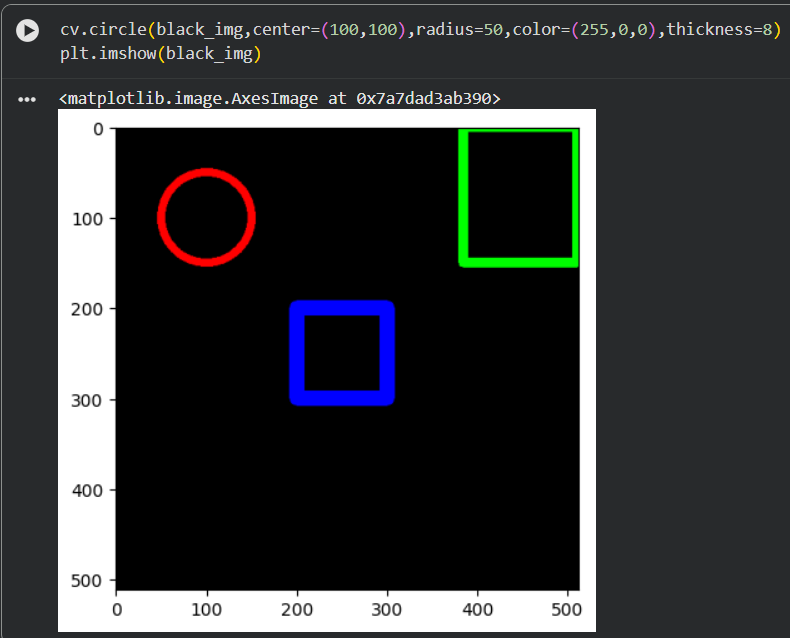 cv.circle(black_img,center=(100,100),radius=50,color=(255,0,0),thickness=8)
plt.imshow(black_img)
<matplotlib.image.AxesImage at 0x7a7dad3ab390>
0
100
200
300
400
500
0 100 200 300 400 500